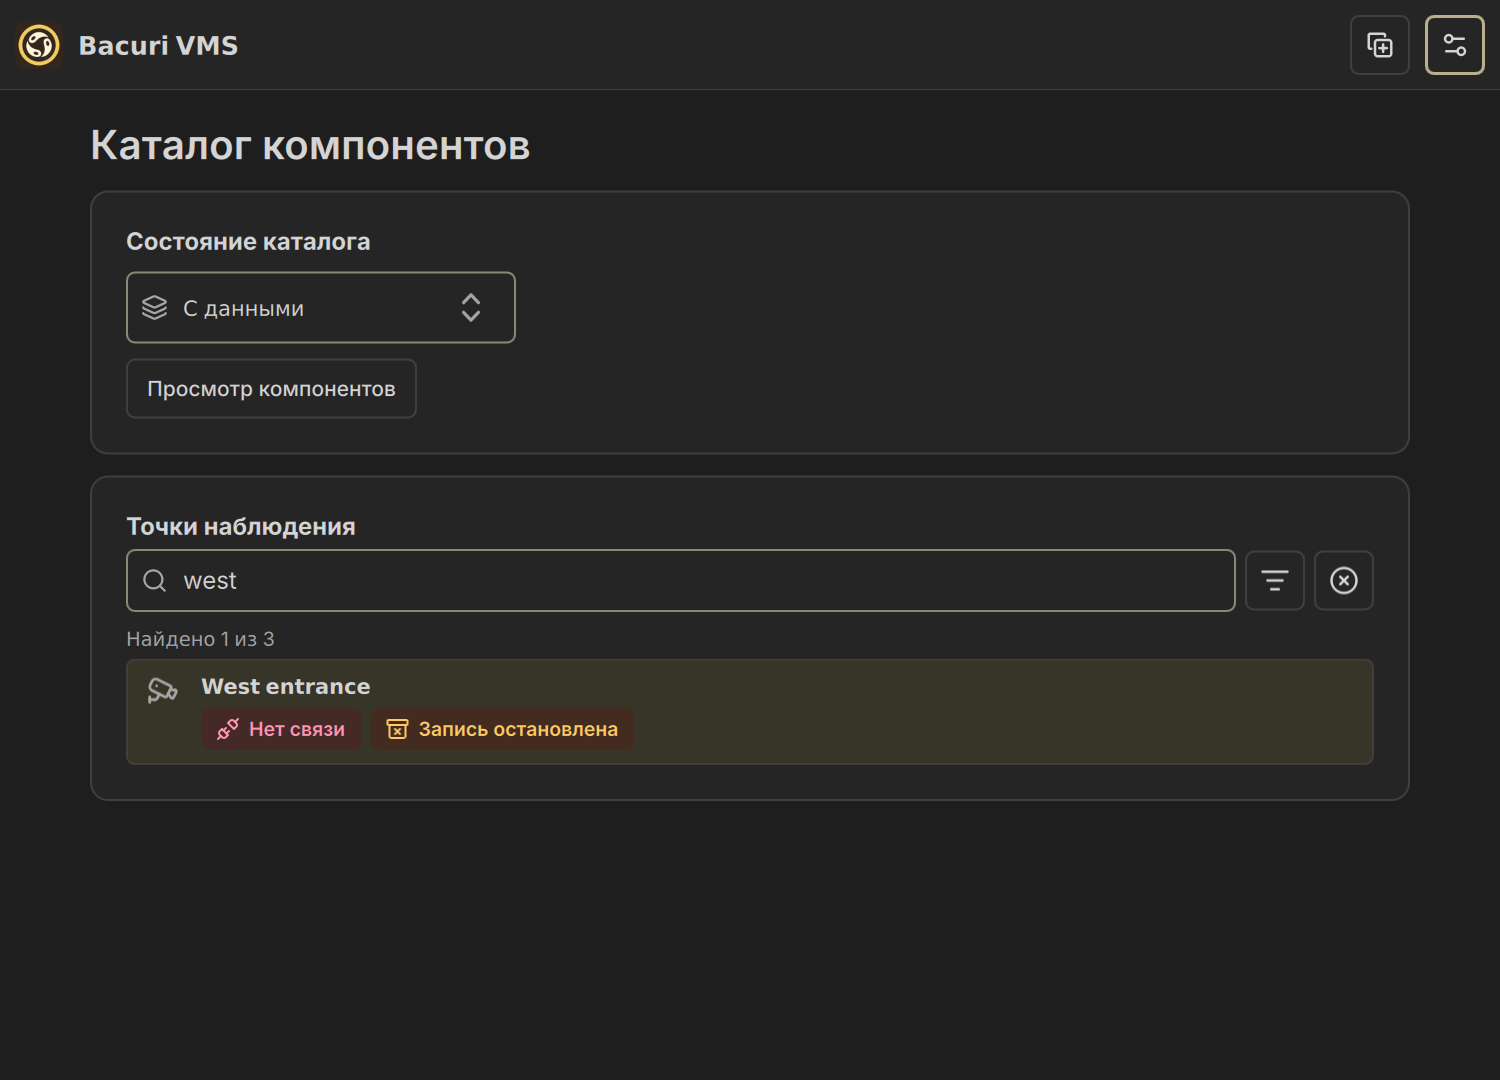 Bacuri VMS
Каталог компонентов
Состояние каталога
С данными
Просмотр компонентов
Точки наблюдения
west
Найдено 1 из 3
West entrance
Нет связи
Запись остановлена